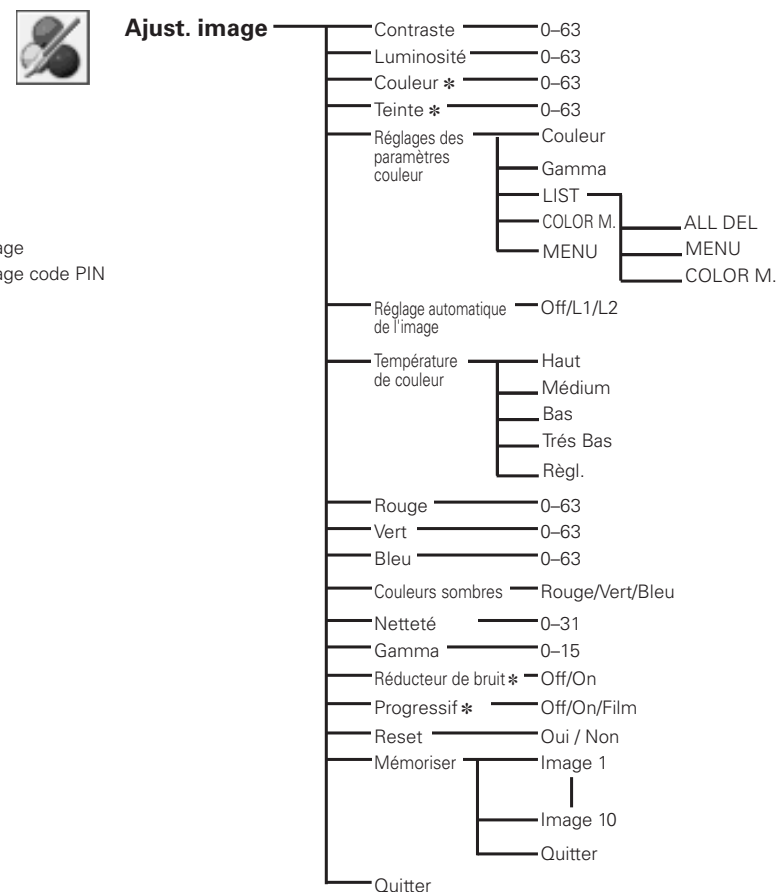 Ajust. image
Contraste 0–63
Luminosité 0–63
Couleur * 0–63
Teinte * 0–63
Réglages des
paramètres
couleur
Couleur
Gamma
LIST
COLOR M.
MENU
ALL DEL
MENU
COLOR M.
age
age code PIN
Réglage automatique
de l'image
Off/L1/L2
Température
de couleur
Haut
Médium
Bas
Trés Bas
Règl.
Rouge 0–63
Vert 0–63
Bleu 0–63
Couleurs sombres Rouge/Vert/Bleu
Netteté 0–31
Gamma 0–15
Réducteur de bruit * Off/On
Progressif * Off/On/Film
Reset Oui / Non
Mémoriser Image 1
Image 10
Quitter
Quitter